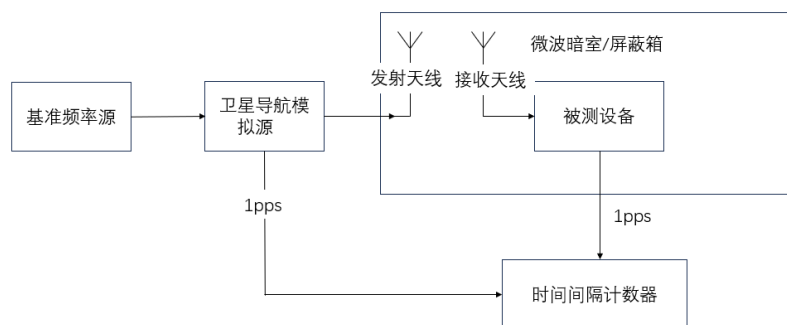 微波暗室/屏蔽箱
发射天线
接收天线
基准频率源
卫星导航模
拟源
被测设备
1pps
1pps
时间间隔计数器